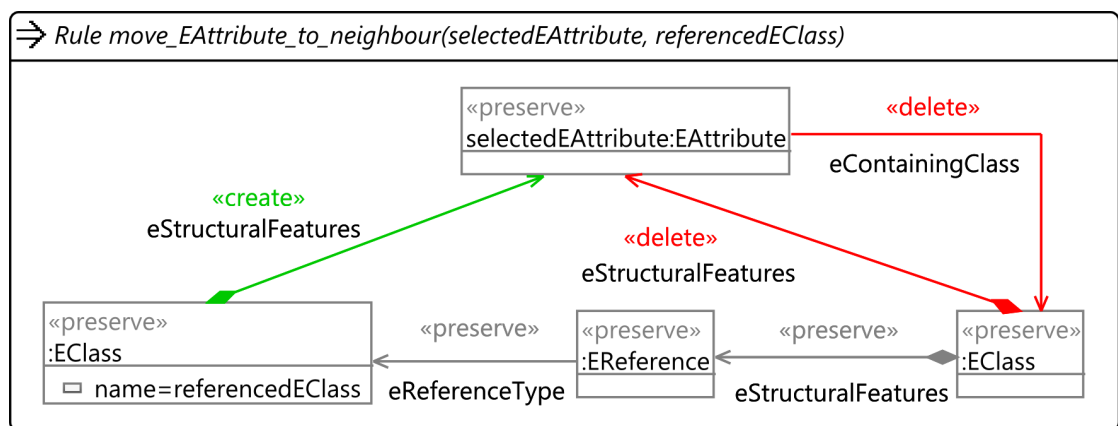 Rule move_EAttribute_to_neighbour(selectedEAttribute, referencedEClass)
«preserve»
selectedEAttribute:EAttribute
«delete»
eContainingClass
«create»
eStructuralFeatures
«delete»
eStructuralFeatures
«preserve»
:EClass
name=referencedEClass
«preserve»
eReferenceType
«preserve»
:EReference
«preserve»
eStructuralFeatures
«preserve»
:EClass